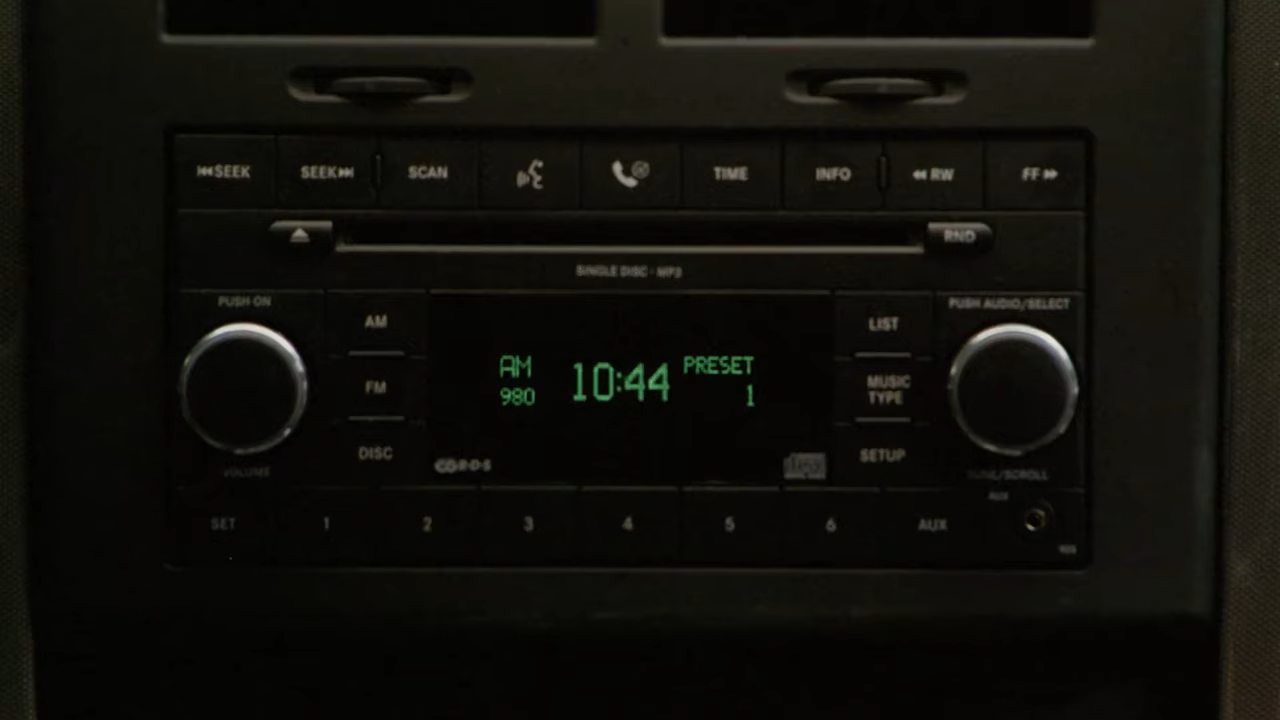 SEEK SEEK SCAN TIME INFO RW FF
RND
SINGLE DISC · MP3
PUSH ON PUSH AUDIO/SELECT
AM LIST
AM 10:44 PRESET
980 1
FM MUSIC TYPE
DISC RDS SETUP
VOLUME TUNE/SCROLL
AUX
SET 1 2 3 4 5 6 AUX